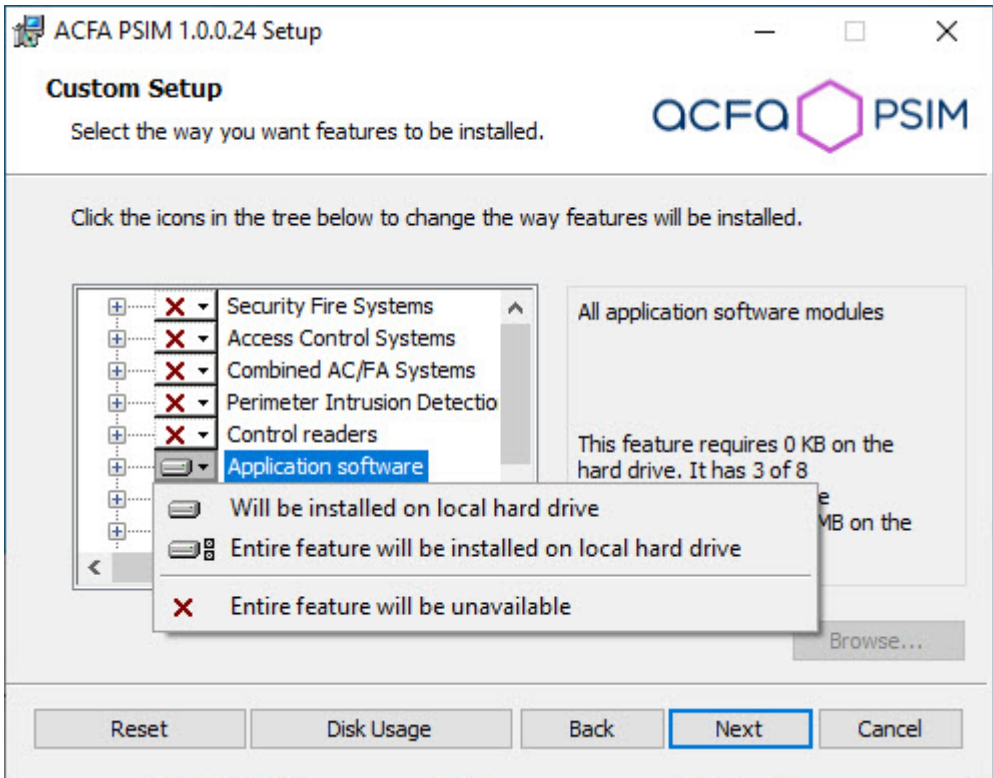 ACFA PSIM 1.0.0.24 Setup
Custom Setup
Select the way you want features to be installed.
acfa PSIM
Click the icons in the tree below to change the way features will be installed.
Security Fire Systems
Access Control Systems
Combined AC/FA Systems
Perimeter Intrusion Detectio
Control readers
Application software
All application software modules
This feature requires 0 KB on the
hard drive. It has 3 of 8
e
MB on the
Will be installed on local hard drive
Entire feature will be installed on local hard drive
Entire feature will be unavailable
Browse...
Reset
Disk Usage
Back
Next
Cancel